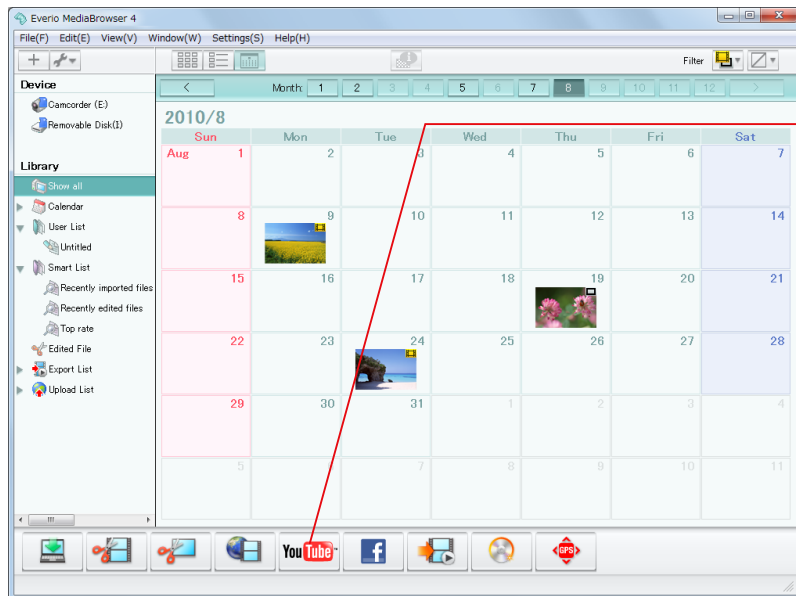 Everio MediaBrowser 4
File(F) Edit(E) View(V) Window(W) Settings(S) Help(H)
Filter
Device
Camcorder (E:)
Removable Disk(I)
Library
Show all
Calendar
User List
Untitled
Smart List
Recently imported files
Recently edited files
Top rate
Edited File
Export List
Upload List
< Month: 1 2 3 4 5 6 7 8 9 10 11 12 >
2010/8
Sun Mon Tue Wed Thu Fri Sat
Aug 1 2 3 4 5 6 7
8 9 10 11 12 13 14
15 16 17 18 19 20 21
22 23 24 25 26 27 28
29 30 31 1 2 3 4
5 7 8 9 10 11
You Tube f <GPS>